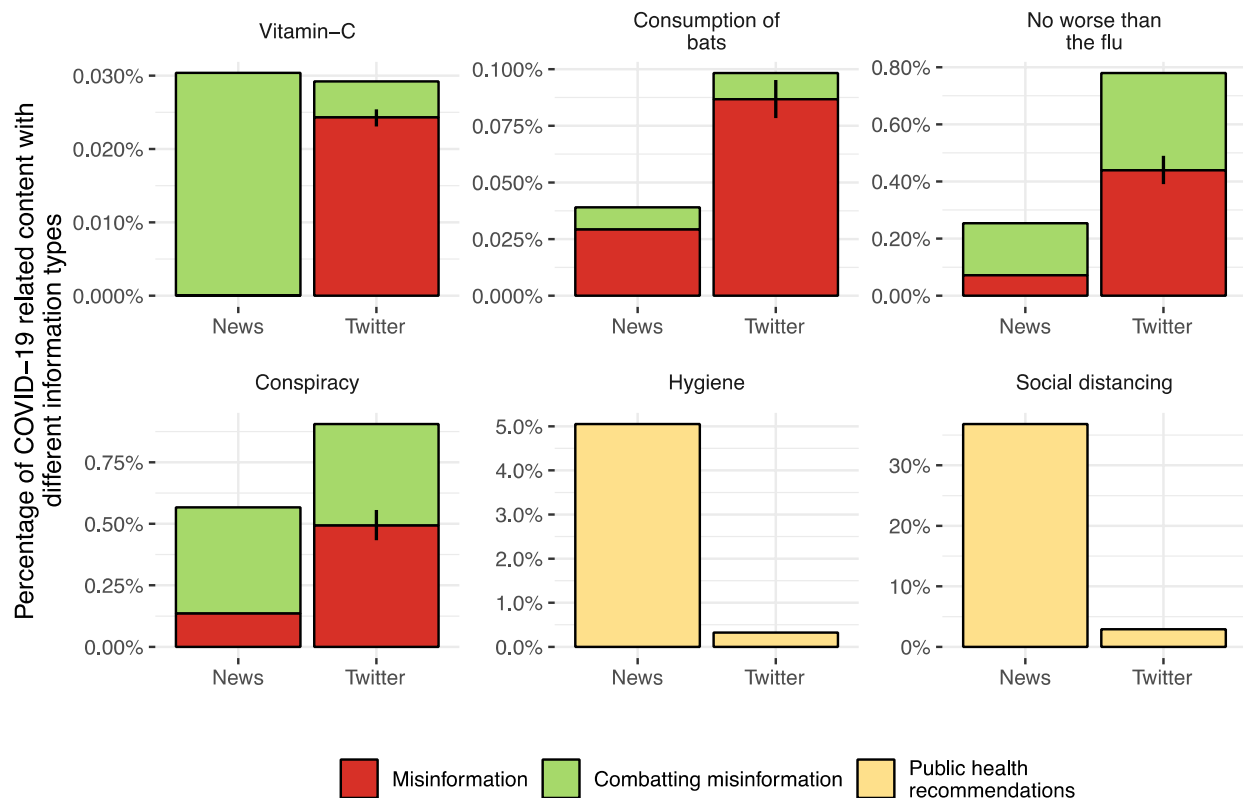 Percentage of COVID−19 related content with
different information types
Vitamin−C
0.030%
0.020%
0.010%
0.000%
News
Twitter
Consumption of
bats
0.100%
0.075%
0.050%
0.025%
0.000%
News
Twitter
No worse than
the flu
0.80%
0.60%
0.40%
0.20%
0.00%
News
Twitter
Conspiracy
0.75%
0.50%
0.25%
0.00%
News
Twitter
Hygiene
5.0%
4.0%
3.0%
2.0%
1.0%
0.0%
News
Twitter
Social distancing
30%
20%
10%
0%
News
Twitter
Misinformation
Combatting misinformation
Public health
recommendations